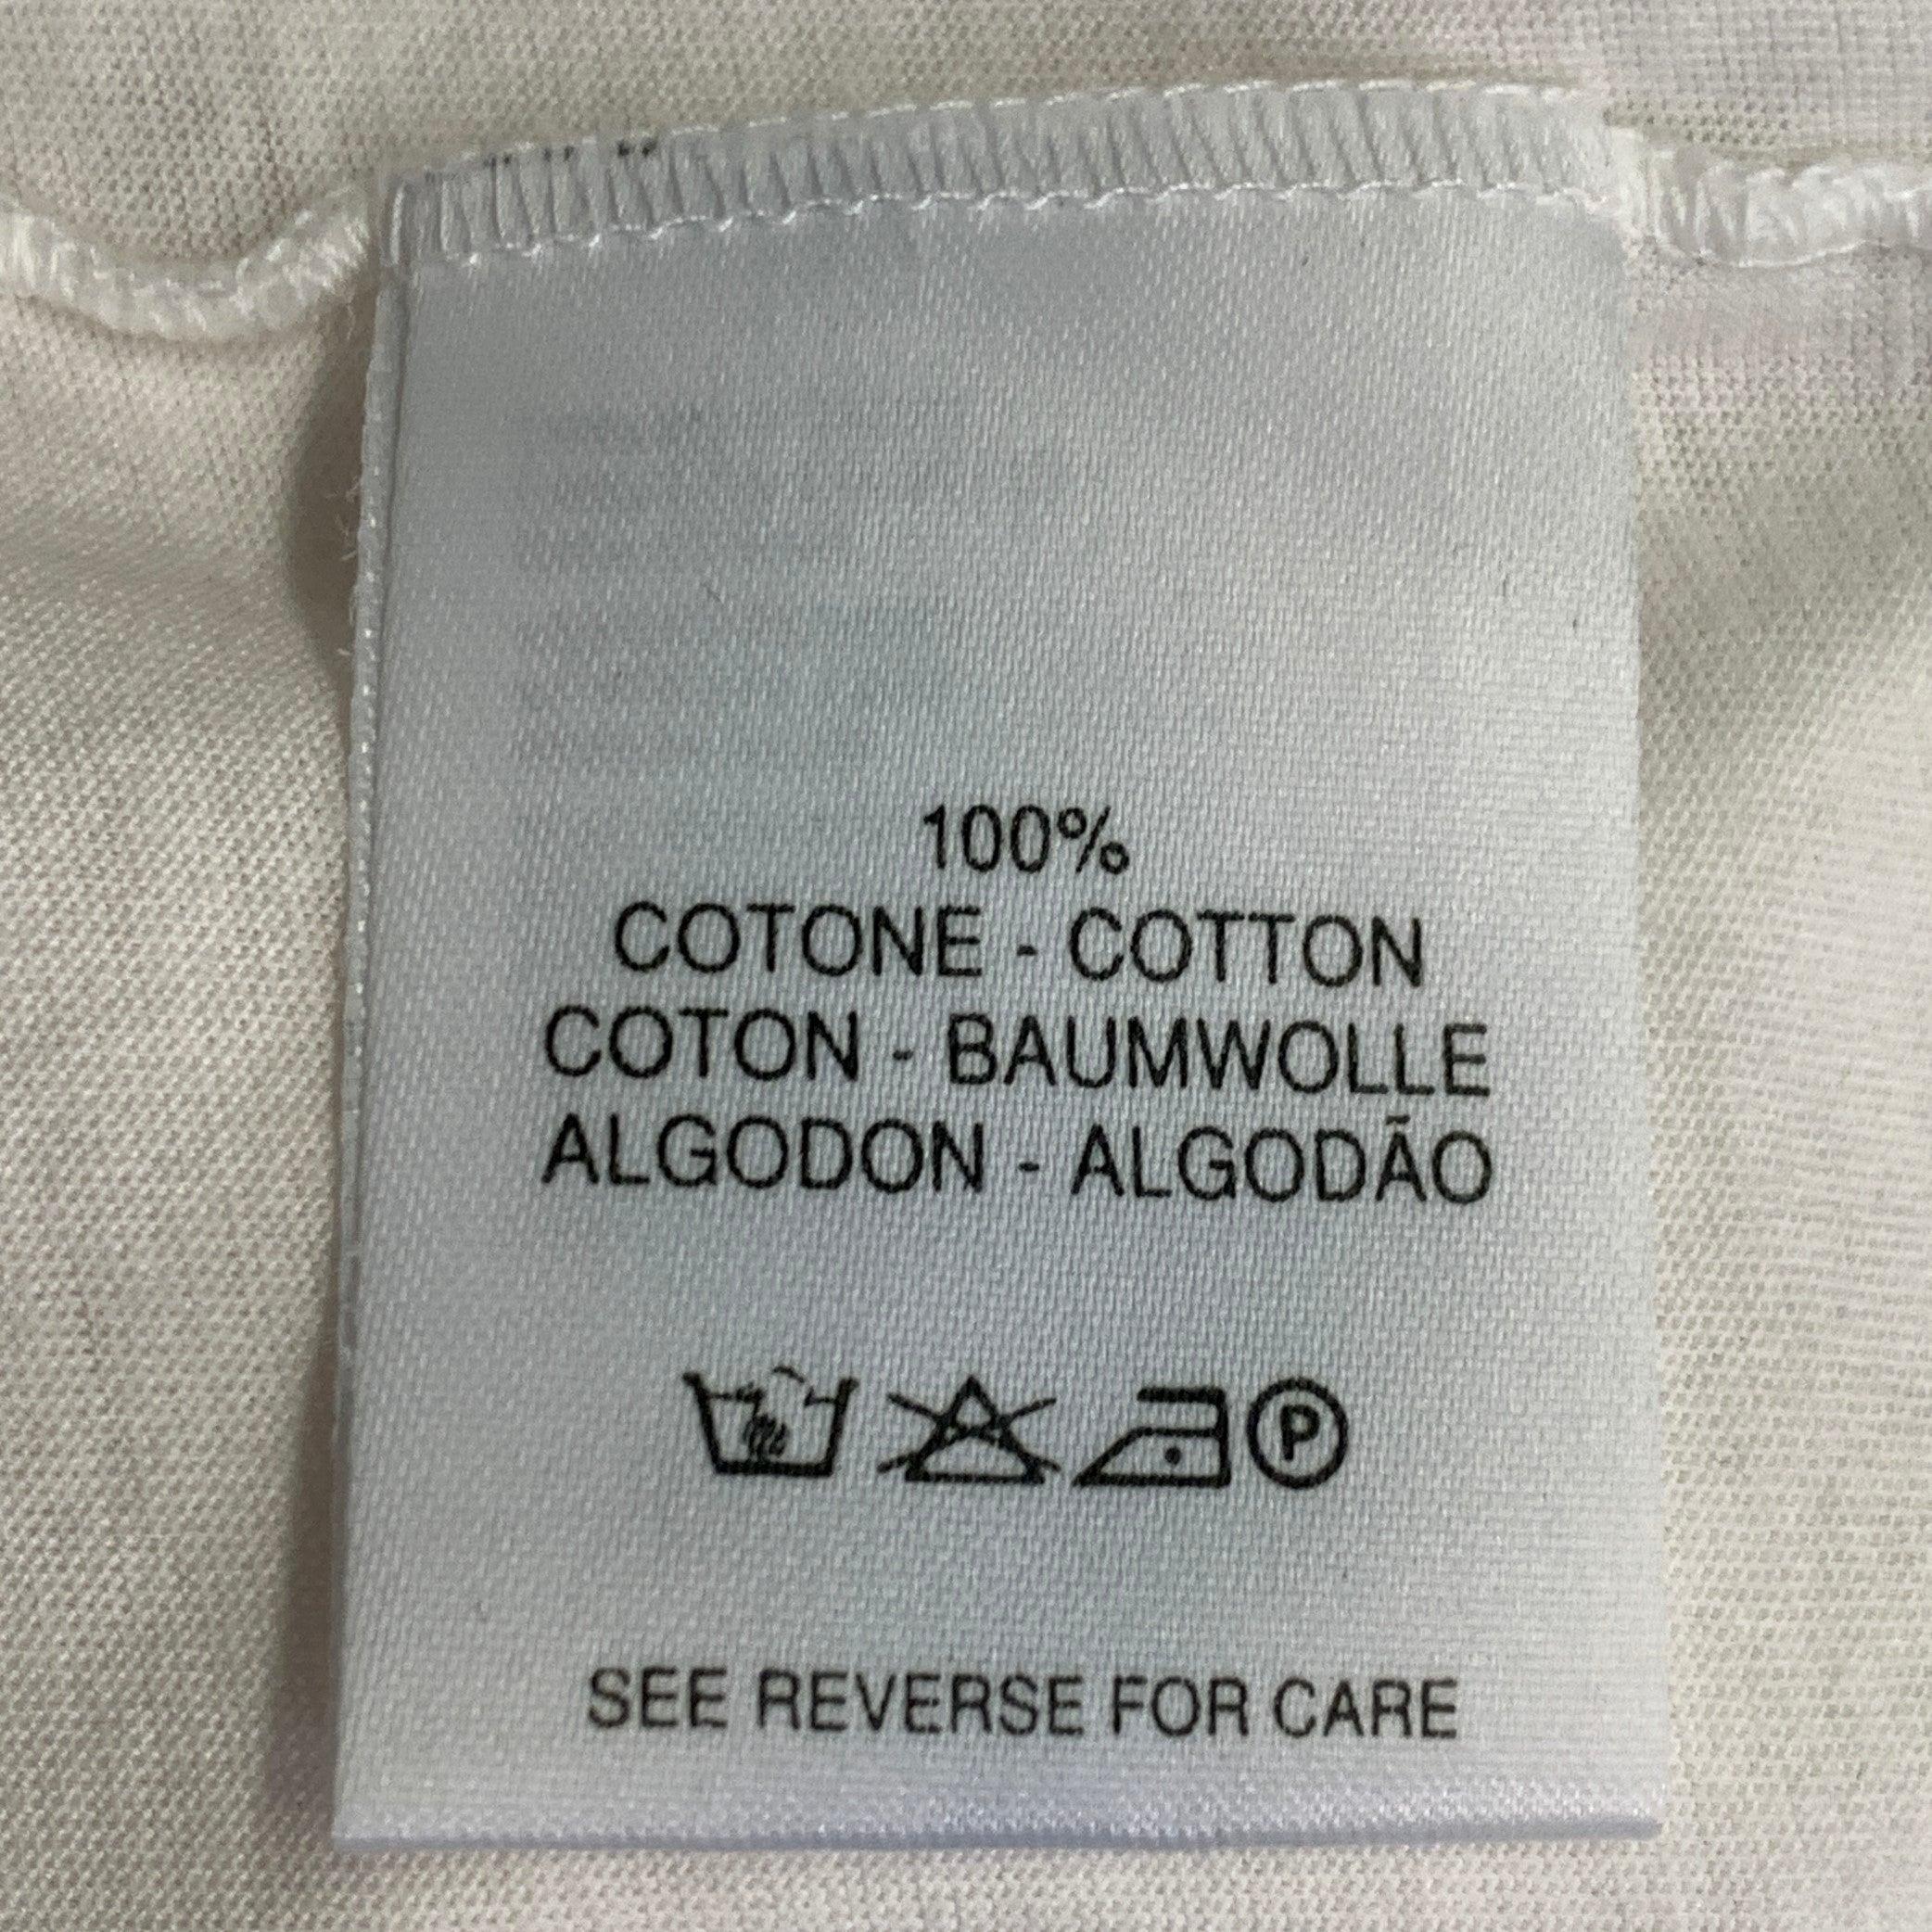 100%
COTONE - COTTON
COTON - BAUMWOLLE
ALGODON - ALGODÃO
P
SEE REVERSE FOR CARE